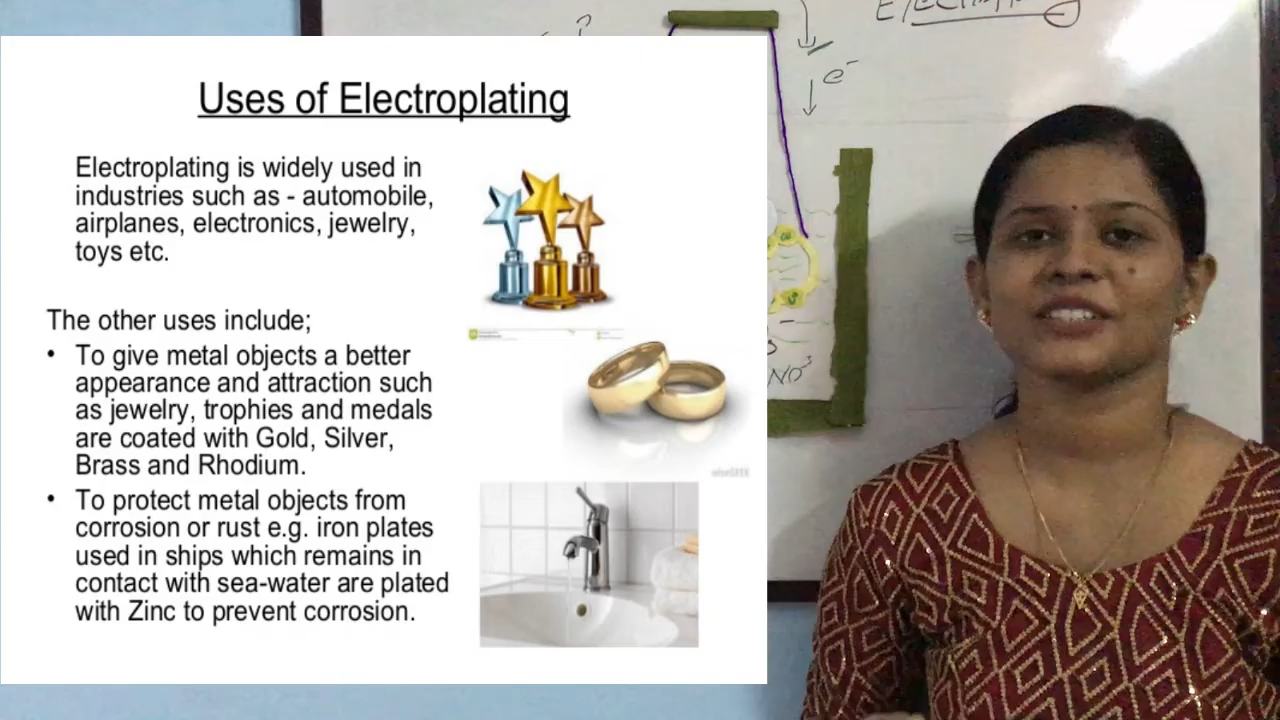 Uses of Electroplating
Electroplating is widely used in
industries such as - automobile,
airplanes, electronics, jewelry,
toys etc.
The other uses include;
• To give metal objects a better
appearance and attraction such
as jewelry, trophies and medals
are coated with Gold, Silver,
Brass and Rhodium.
• To protect metal objects from
corrosion or rust e.g. iron plates
used in ships which remains in
contact with sea-water are plated
with Zinc to prevent corrosion.
wiseGEEK
e⁻